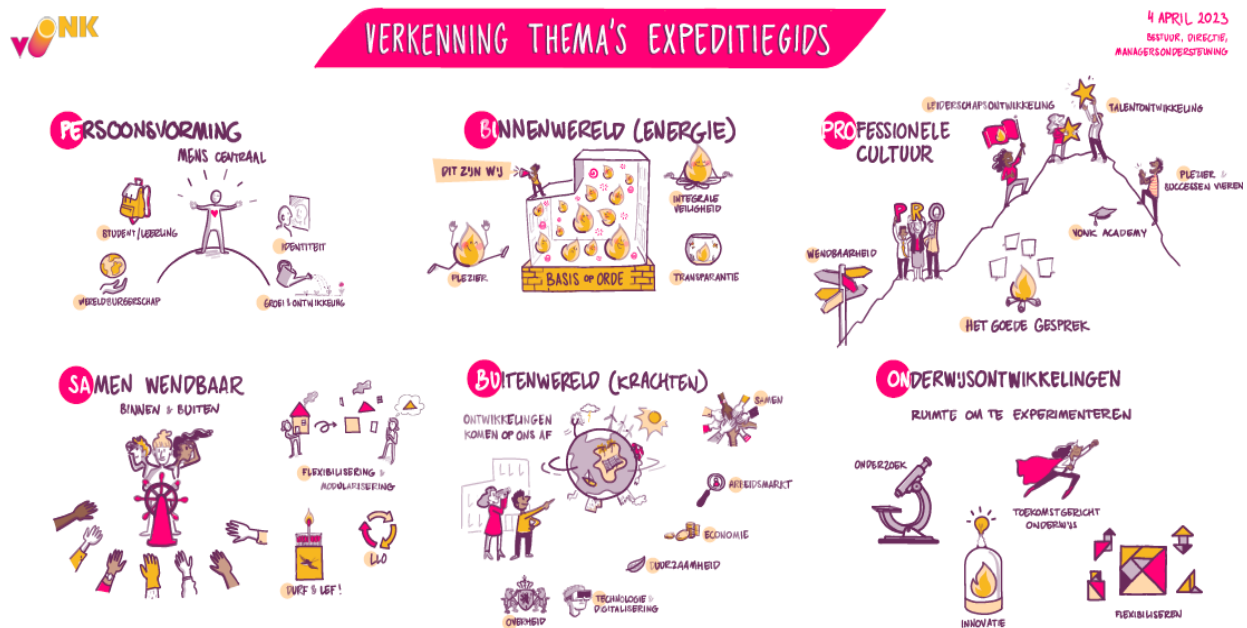 VONK
VERKENNING THEMA'S EXPEDITIEGIDS
4 APRIL 2023
BESTUUR, DIRECTIE,
MANAGERSONDERSTEUNING
PERSOONSVORMING
MENS CENTRAAL
STUDENT/LEERLING
IDENTITEIT
WERELDBURGERSCHAP
GROEI & ONTWIKKELING
BINNENWERELD (ENERGIE)
DIT ZIJN WIJ
INTEGRALE
VEILIGHEID
PLEZIER
BASIS OP ORDE
TRANSPARANTIE
PROFESSIONELE
CULTUUR
LEIDERSCHAPSONTWIKKELING
TALENTONTWIKKELING
PLEZIER &
SUCCESSEN VIEREN
PRO
VONK ACADEMY
WENDBAARHEID
HET GOEDE GESPREK
SAMEN WENDBAAR
BINNEN & BUITEN
FLEXIBILISERING &
MODULARISERING
DURF & LEF!
LLO
BUITENWERELD (KRACHTEN)
ONTWIKKELINGEN
KOMEN OP ONS AF
SAMEN
ARBEIDSMARKT
ECONOMIE
DUURZAAMHEID
TECHNOLOGIE &
DIGITALISERING
OVERHEID
ONDERWIJSONTWIKKELINGEN
RUIMTE OM TE EXPERIMENTEREN
ONDERZOEK
TOEKOMSTGERICHT
ONDERWIJS
INNOVATIE
FLEXIBILISEREN